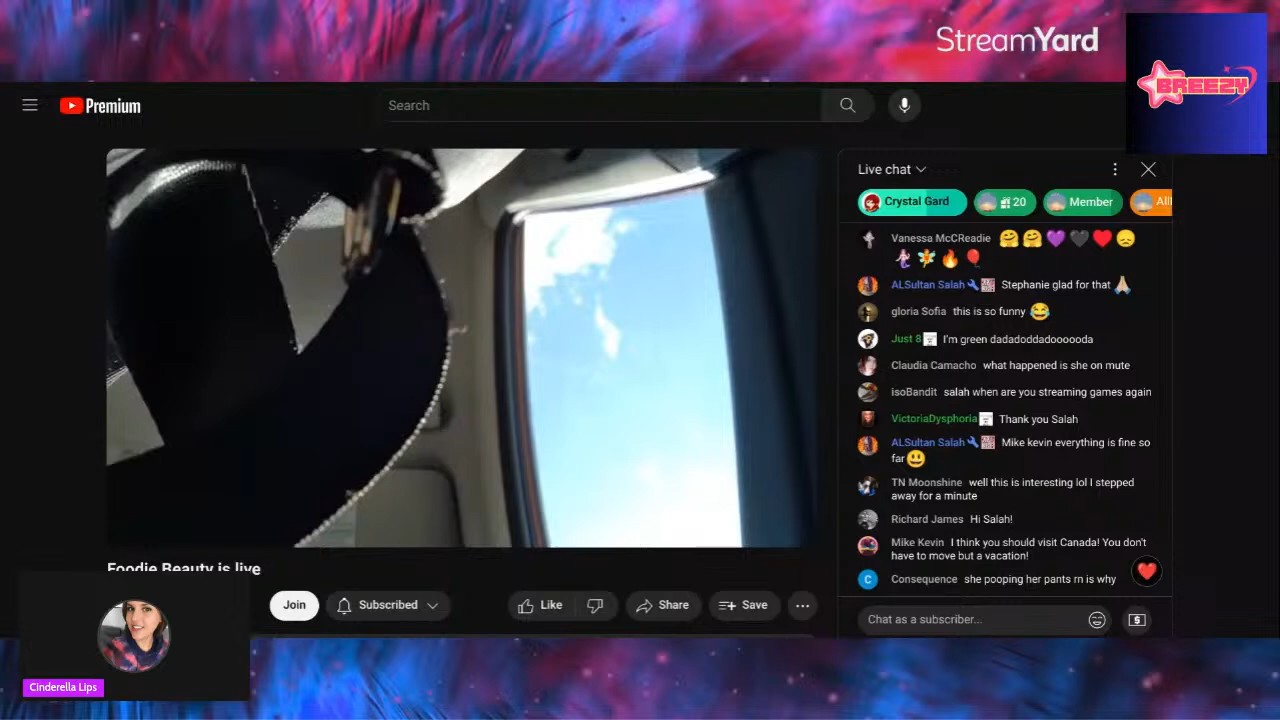 StreamYard
BREEZY
Premium
Search
Live chat
Crystal Gard
20
Member
Vanessa McCReadie
ALSultan Salah Stephanie glad for that
gloria Sofia this is so funny
Just 8 I'm green dadadoddadoooooda
Claudia Camacho what happened is she on mute
isoBandit salah when are you streaming games again
VictoriaDysphoria Thank you Salah
ALSultan Salah Mike kevin everything is fine so
far
TN Moonshine well this is interesting lol I stepped
away for a minute
Richard James Hi Salah!
Mike Kevin I think you should visit Canada! You don't
have to move but a vacation!
C Consequence she pooping her pants rn is why
Chat as a subscriber...
Foodie Beauty is live
Join
Subscribed
Like
Share
Save
Cinderella Lips